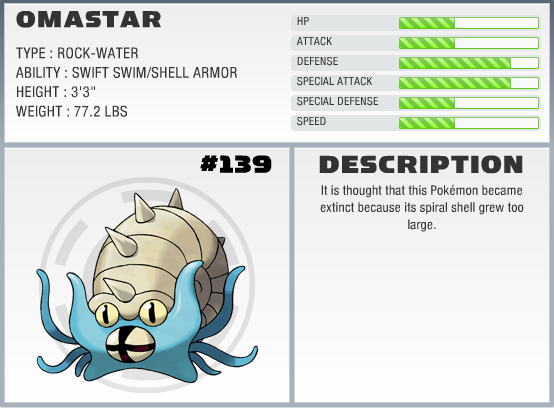 OMASTAR
TYPE : ROCK-WATER
ABILITY : SWIFT SWIM/SHELL ARMOR
HEIGHT : 3'3"
WEIGHT : 77.2 LBS
HP
ATTACK
DEFENSE
SPECIAL ATTACK
SPECIAL DEFENSE
SPEED
#139
DESCRIPTION
It is thought that this Pokémon became
extinct because its spiral shell grew too
large.